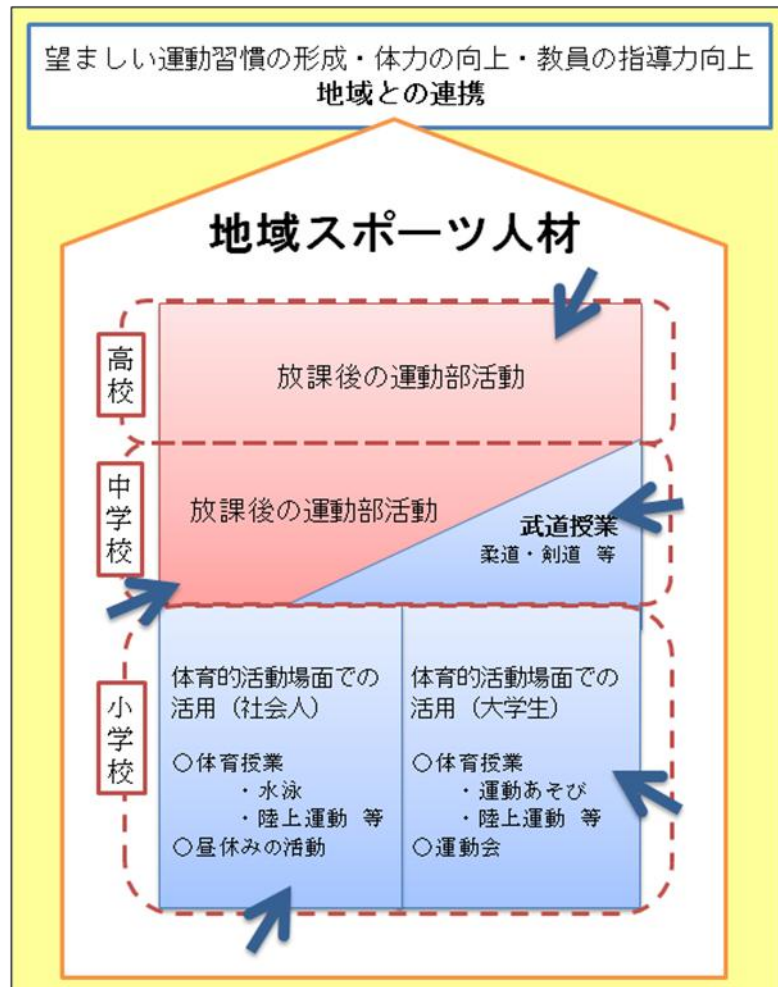 望ましい運動習慣の形成・体力の向上・教員の指導力向上
地域との連携
地域スポーツ人材
高校
放課後の運動部活動
中学校
放課後の運動部活動
武道授業
柔道・剣道 等
小学校
体育的活動場面での
活用（社会人）
○体育授業
・水泳
・陸上運動 等
○昼休みの活動
体育的活動場面での
活用（大学生）
○体育授業
・運動あそび
・陸上運動 等
○運動会